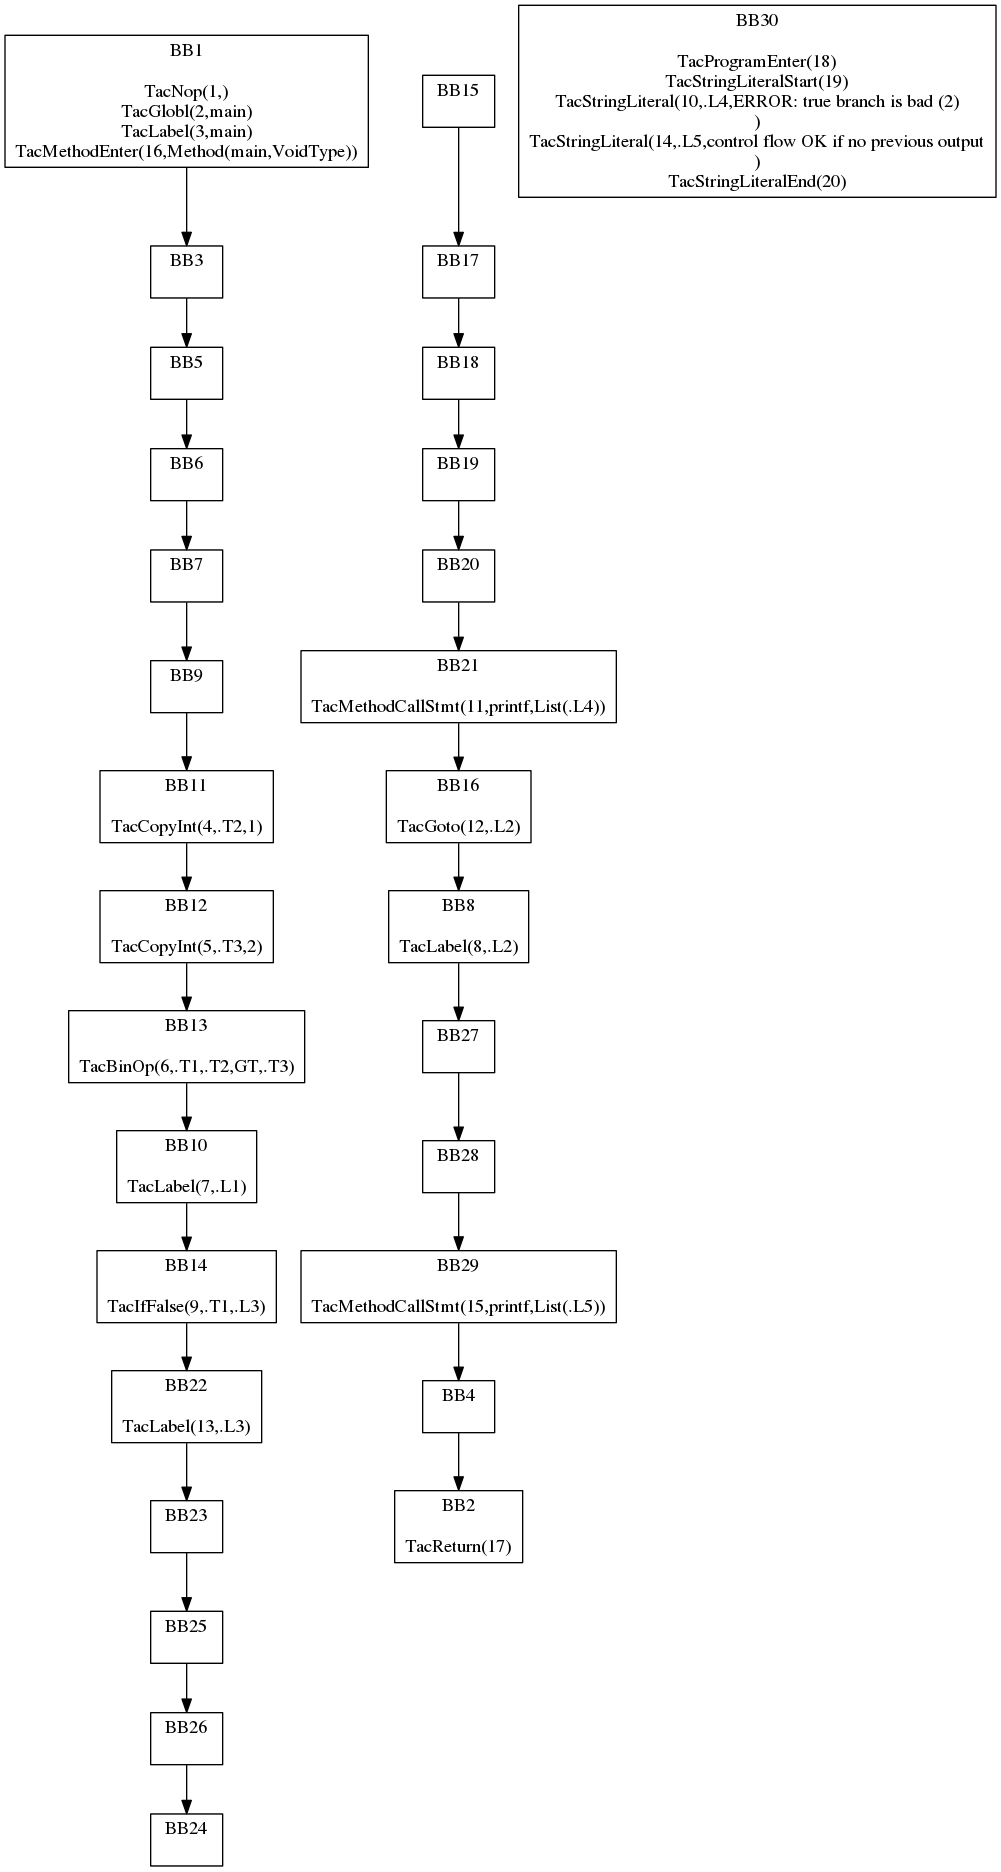 BB1
TacNop(1,)
TacGlobl(2,main)
TacLabel(3,main)
TacMethodEnter(16,Method(main,VoidType))
BB3
BB5
BB6
BB7
BB9
BB11
TacCopyInt(4,.T2,1)
BB12
TacCopyInt(5,.T3,2)
BB13
TacBinOp(6,.T1,.T2,GT,.T3)
BB10
TacLabel(7,.L1)
BB14
TacIfFalse(9,.T1,.L3)
BB22
TacLabel(13,.L3)
BB23
BB25
BB26
BB24
BB15
BB17
BB18
BB19
BB20
BB21
TacMethodCallStmt(11,printf,List(.L4))
BB16
TacGoto(12,.L2)
BB8
TacLabel(8,.L2)
BB27
BB28
BB29
TacMethodCallStmt(15,printf,List(.L5))
BB4
BB2
TacReturn(17)
BB30
TacProgramEnter(18)
TacStringLiteralStart(19)
TacStringLiteral(10,.L4,ERROR: true branch is bad (2)
)
TacStringLiteral(14,.L5,control flow OK if no previous output
)
TacStringLiteralEnd(20)